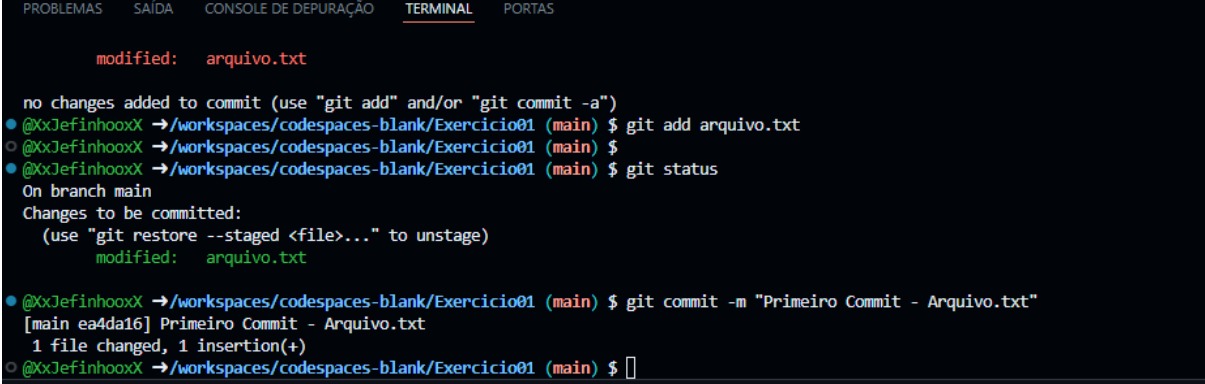 PROBLEMAS SAÍDA CONSOLE DE DEPURAÇÃO TERMINAL PORTAS
modified: arquivo.txt
no changes added to commit (use "git add" and/or "git commit -a")
@XxJefinhooxX ➜/workspaces/codespaces-blank/Exercicio01 (main) $ git add arquivo.txt
@XxJefinhooxX ➜/workspaces/codespaces-blank/Exercicio01 (main) $
@XxJefinhooxX ➜/workspaces/codespaces-blank/Exercicio01 (main) $ git status
On branch main
Changes to be committed:
(use "git restore --staged <file>..." to unstage)
modified: arquivo.txt
@XxJefinhooxX ➜/workspaces/codespaces-blank/Exercicio01 (main) $ git commit -m "Primeiro Commit - Arquivo.txt"
[main ea4da16] Primeiro Commit - Arquivo.txt
1 file changed, 1 insertion(+)
@XxJefinhooxX ➜/workspaces/codespaces-blank/Exercicio01 (main) $